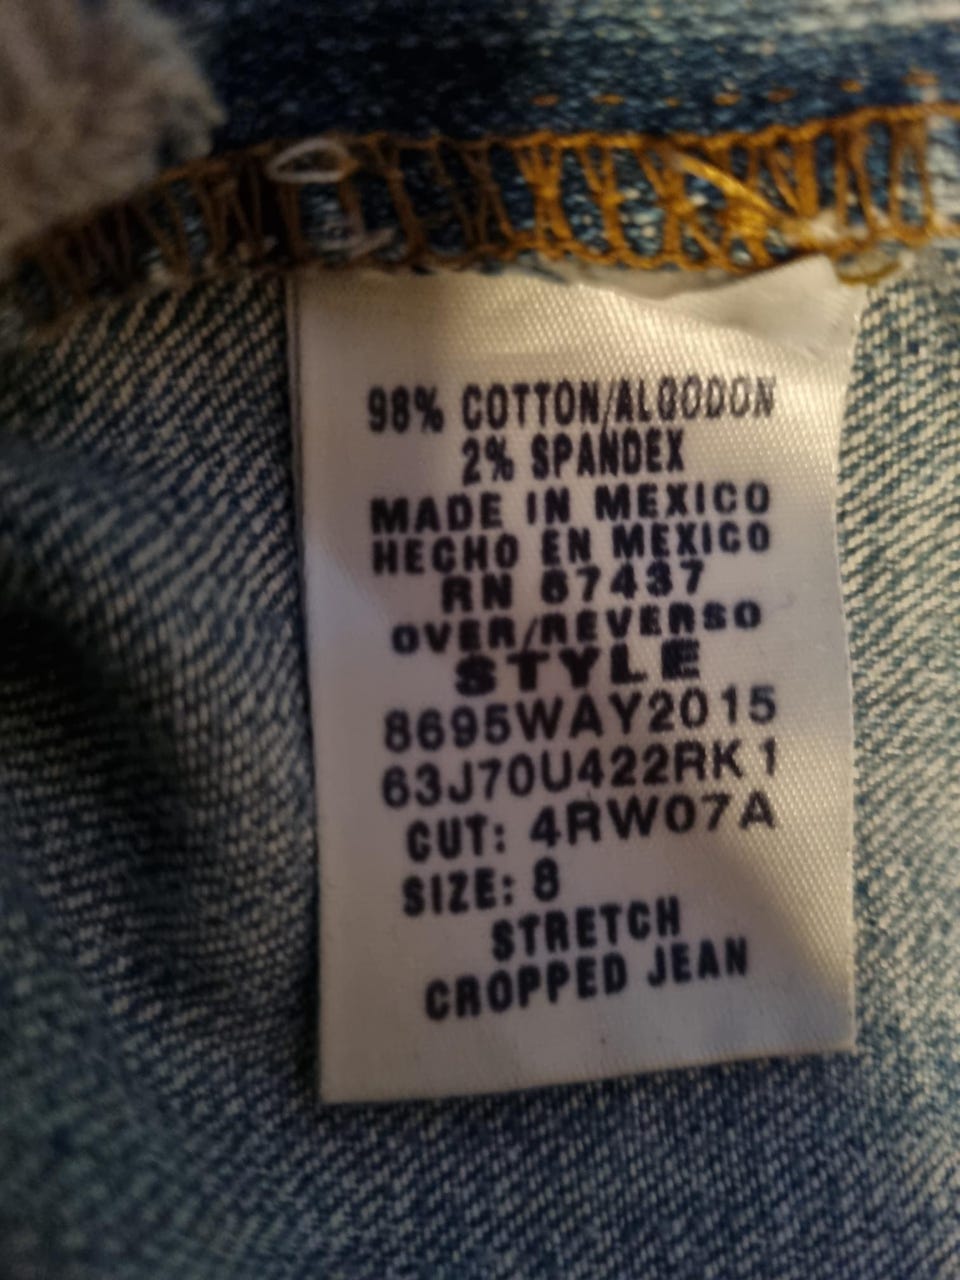 98% COTTON/ALGODON
2% SPANDEX
MADE IN MEXICO
HECHO EN MEXICO
RN 67437
OVER/REVERSO
STYLE
8695WAY2015
63J70U422RK1
CUT: 4RW07A
SIZE: 8
STRETCH
CROPPED JEAN